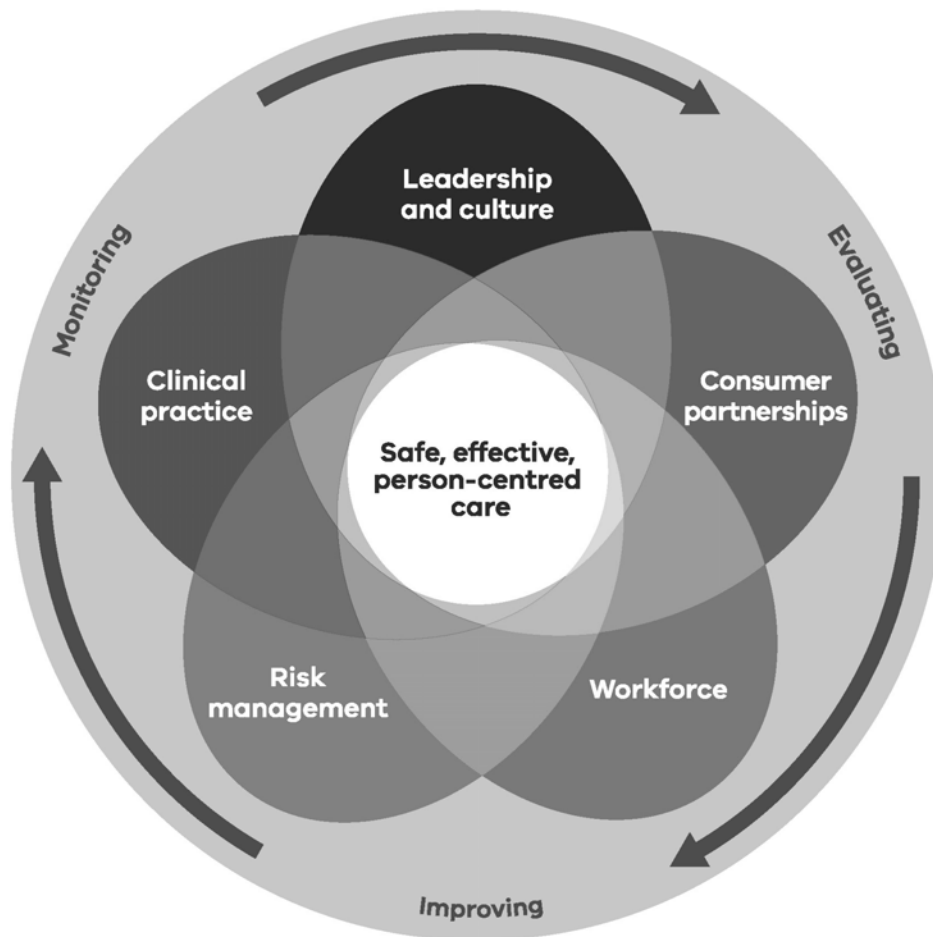 Leadership
and culture
Monitoring
Evaluating
Clinical
practice
Consumer
partnerships
Safe, effective,
person-centred
care
Risk
management
Workforce
Improving